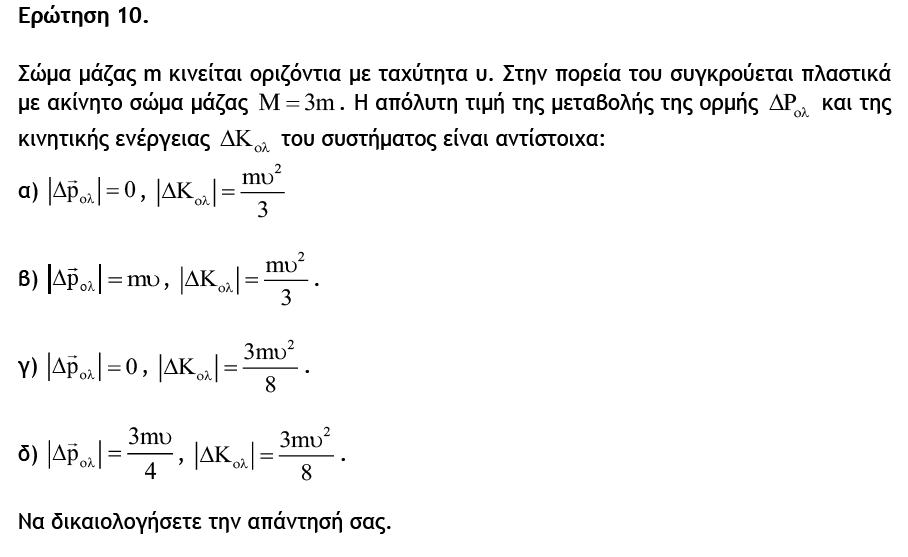 Ερώτηση 10.
Σώμα μάζας m κινείται οριζόντια με ταχύτητα υ. Στην πορεία του συγκρούεται πλαστικά
με ακίνητο σώμα μάζας M = 3m. Η απόλυτη τιμή της μεταβολής της ορμής ΔP_ολ και της
κινητικής ενέργειας ΔK_ολ του συστήματος είναι αντίστοιχα:
α) |Δp⃗_ολ| = 0, |ΔK_ολ| = mυ²/3
β) |Δp⃗_ολ| = mυ, |ΔK_ολ| = mυ²/3.
γ) |Δp⃗_ολ| = 0, |ΔK_ολ| = 3mυ²/8.
δ) |Δp⃗_ολ| = 3mυ/4, |ΔK_ολ| = 3mυ²/8.
Να δικαιολογήσετε την απάντησή σας.